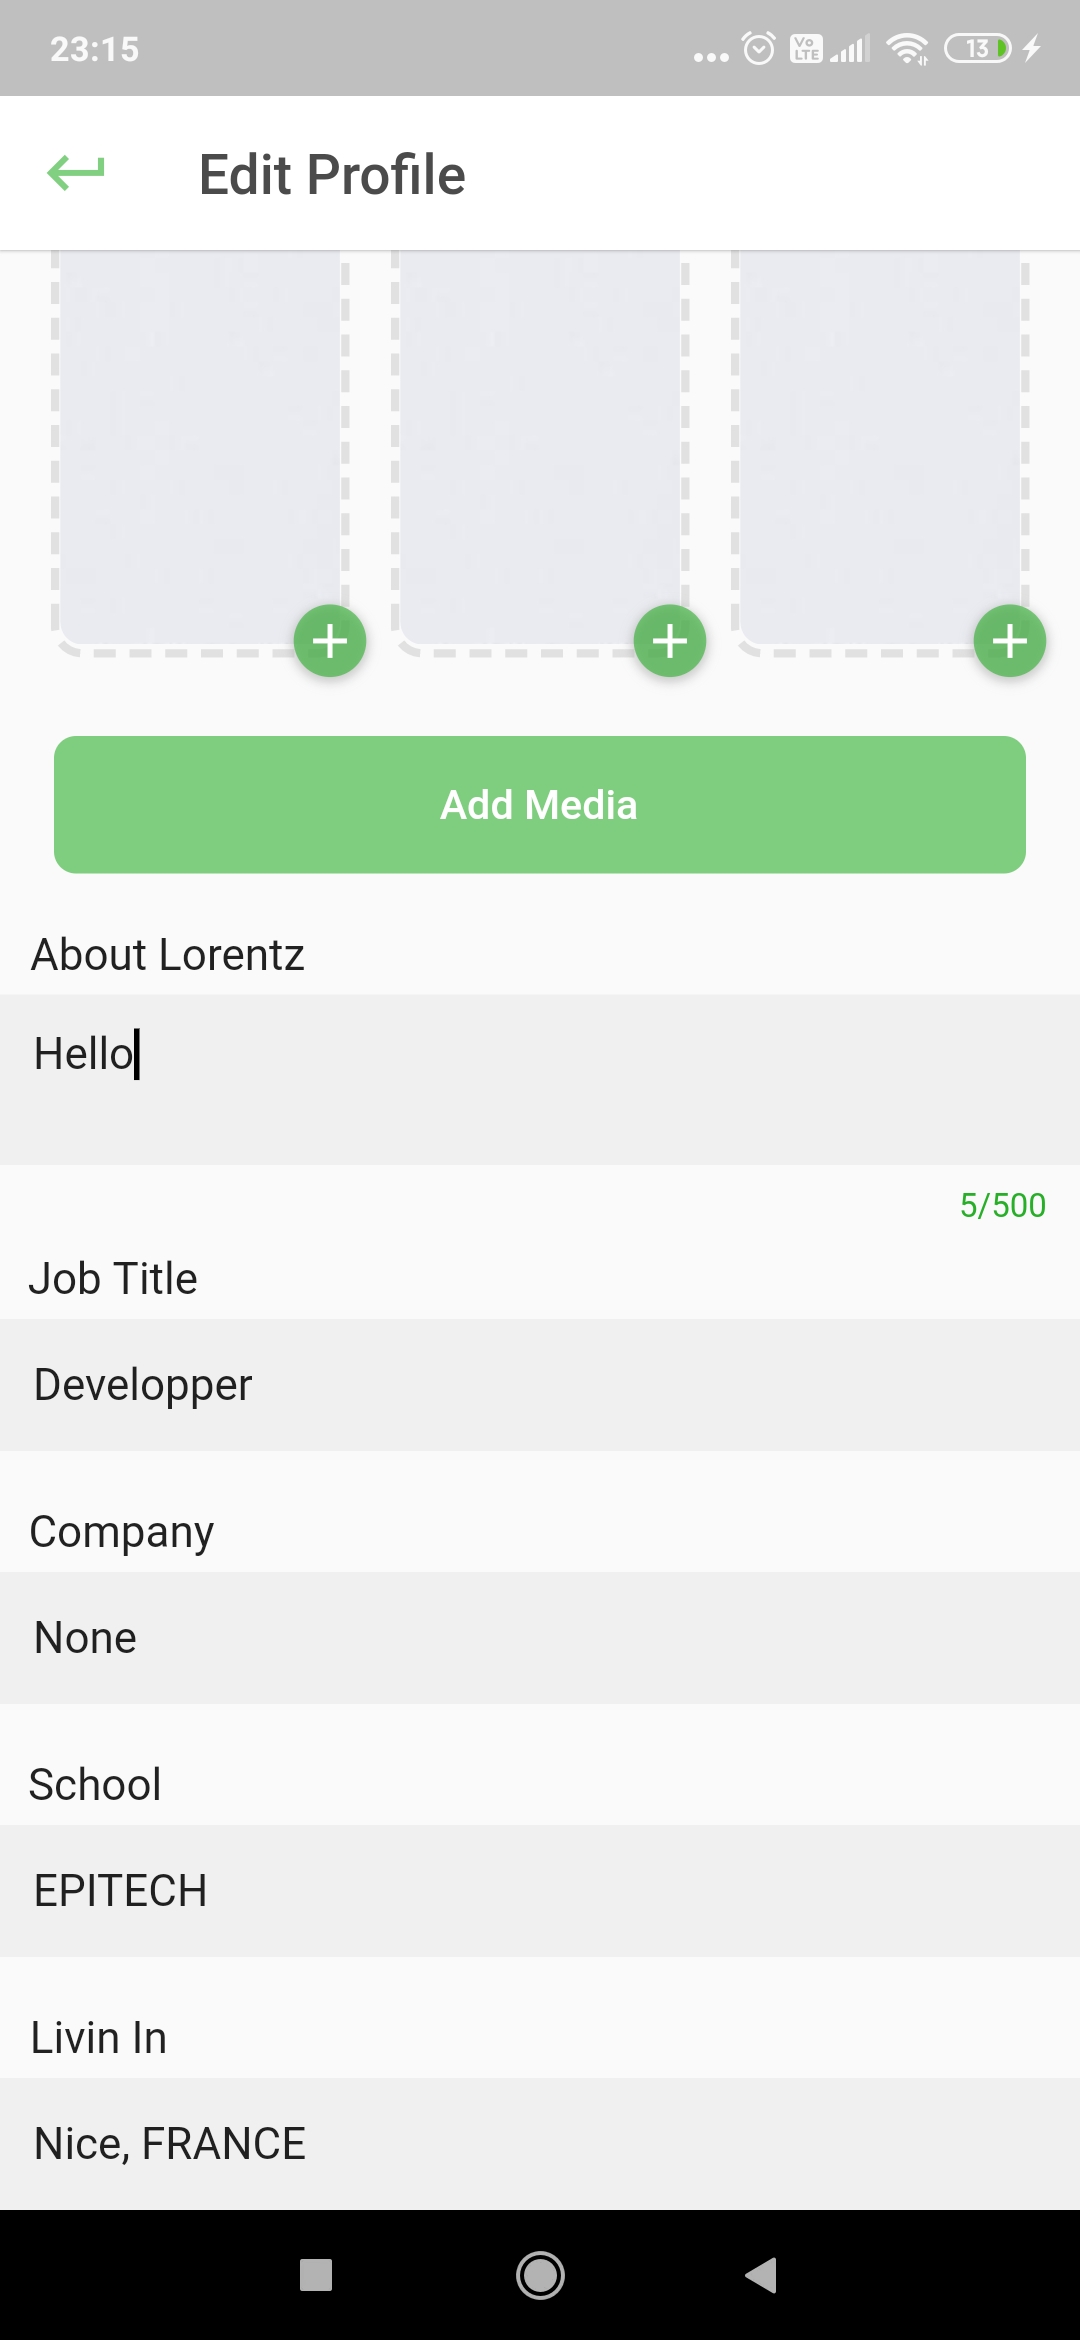 23:15
Vo
LTE
13
Edit Profile
Add Media
About Lorentz
Hello
5/500
Job Title
Developper
Company
None
School
EPITECH
Livin In
Nice, FRANCE